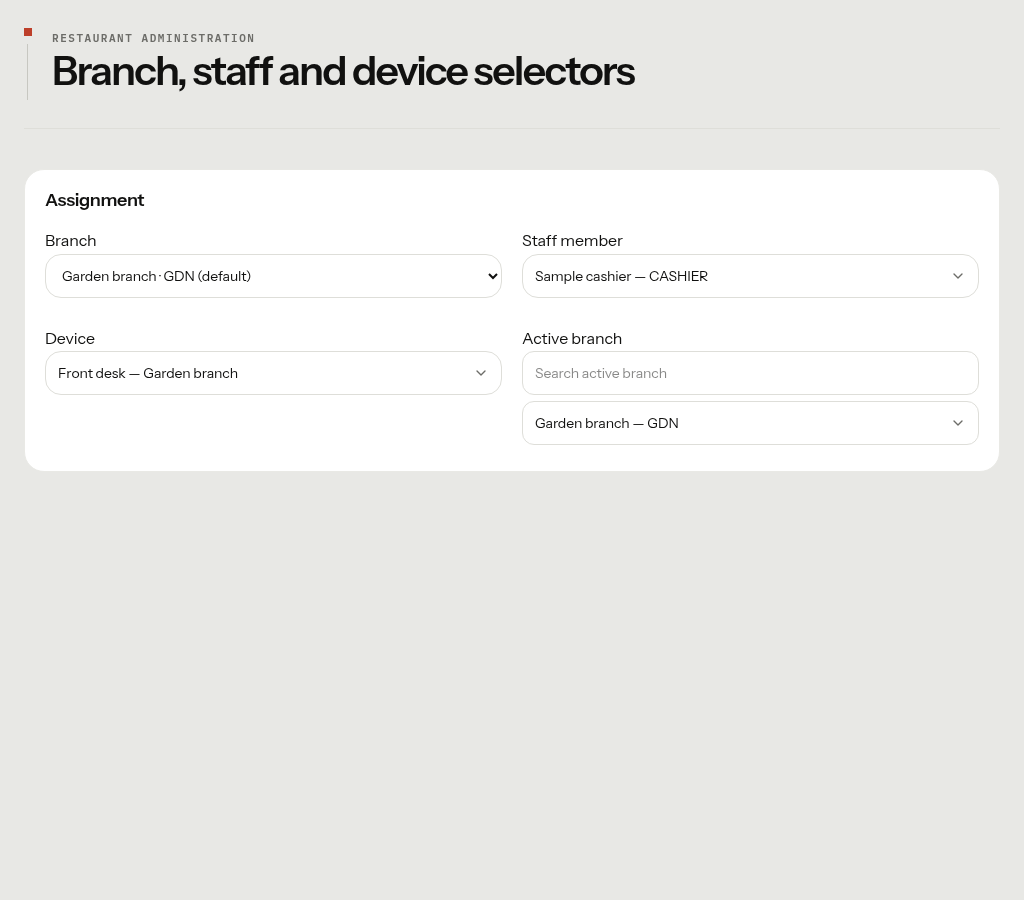 RESTAURANT ADMINISTRATION
Branch, staff and device selectors
Assignment
Branch
Garden branch · GDN (default)
Staff member
Sample cashier — CASHIER
Device
Front desk — Garden branch
Active branch
Search active branch
Garden branch — GDN